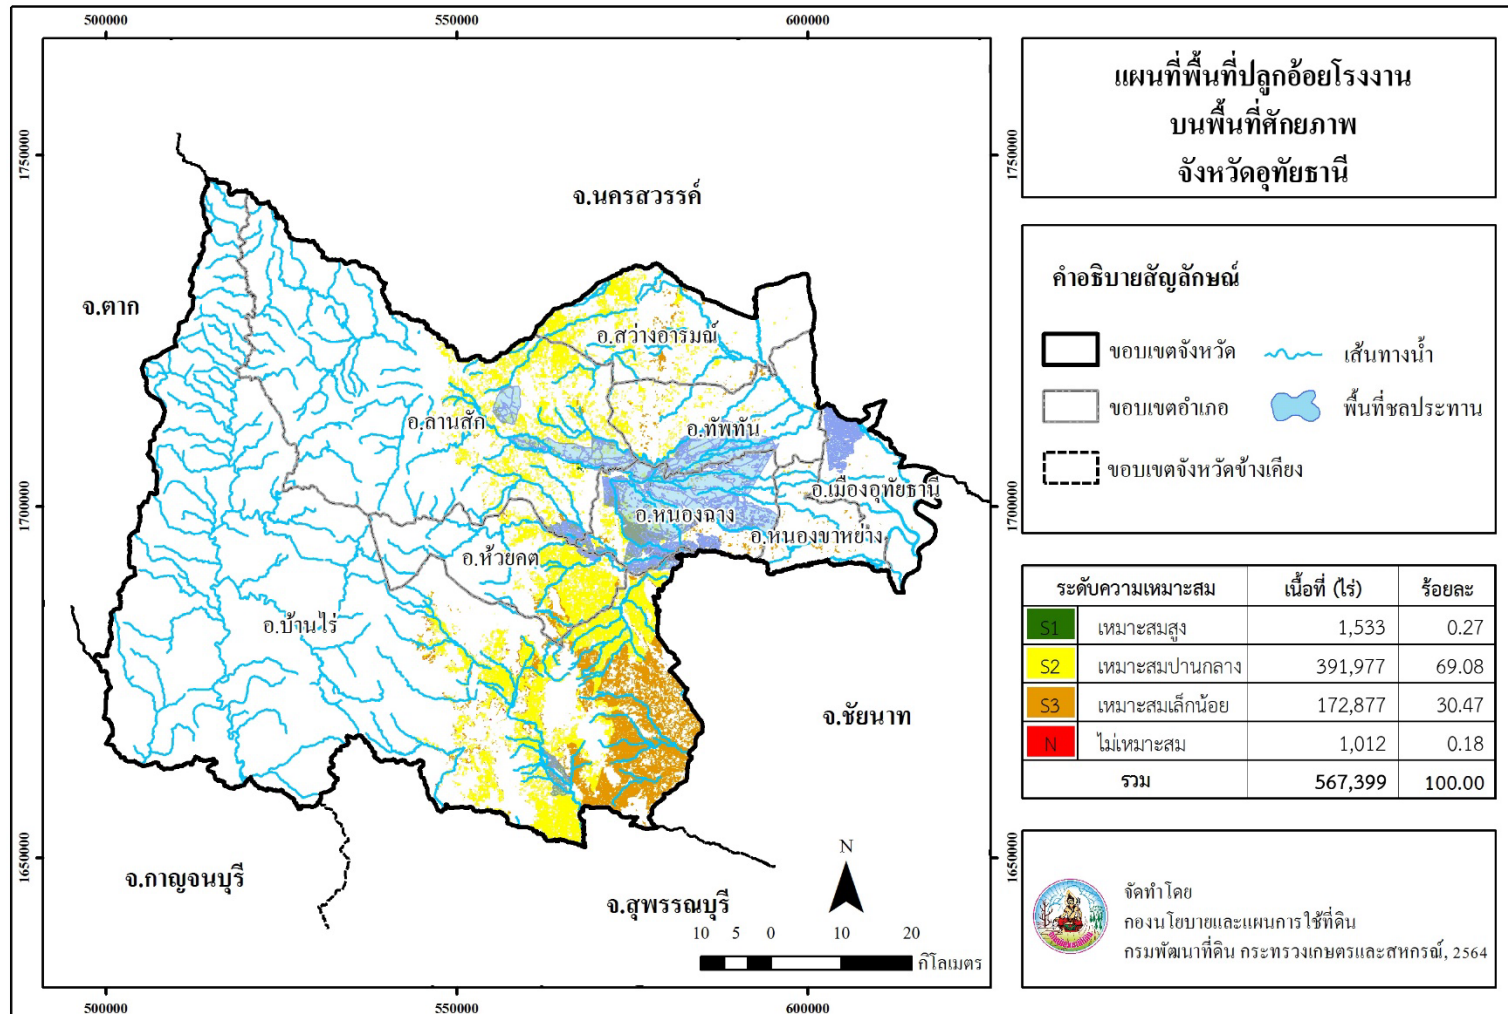 500000 550000 600000
1750000 1750000
1700000 1700000
1650000 1650000
จ.นครสวรรค์
จ.ตาก
อ.สว่างอารมณ์
อ.ลานสัก
อ.ทัพทัน
อ.เมืองอุทัยธานี
อ.หนองฉาง
อ.หนองขาหย่าง
อ.ห้วยคต
อ.บ้านไร่
จ.ชัยนาท
จ.กาญจนบุรี
จ.สุพรรณบุรี
N
10 5 0 10 20
กิโลเมตร
500000 550000 600000
แผนที่พื้นที่ปลูกอ้อยโรงงาน
บนพื้นที่ศักยภาพ
จังหวัดอุทัยธานี
คำอธิบายสัญลักษณ์
ขอบเขตจังหวัด เส้นทางน้ำ
ขอบเขตอำเภอ พื้นที่ชลประทาน
ขอบเขตจังหวัดข้างเคียง
ระดับความเหมาะสม เนื้อที่ (ไร่) ร้อยละ
S1 เหมาะสมสูง 1,533 0.27
S2 เหมาะสมปานกลาง 391,977 69.08
S3 เหมาะสมเล็กน้อย 172,877 30.47
N ไม่เหมาะสม 1,012 0.18
รวม 567,399 100.00
จัดทำโดย
กองนโยบายและแผนการใช้ที่ดิน
กรมพัฒนาที่ดิน กระทรวงเกษตรและสหกรณ์, 2564